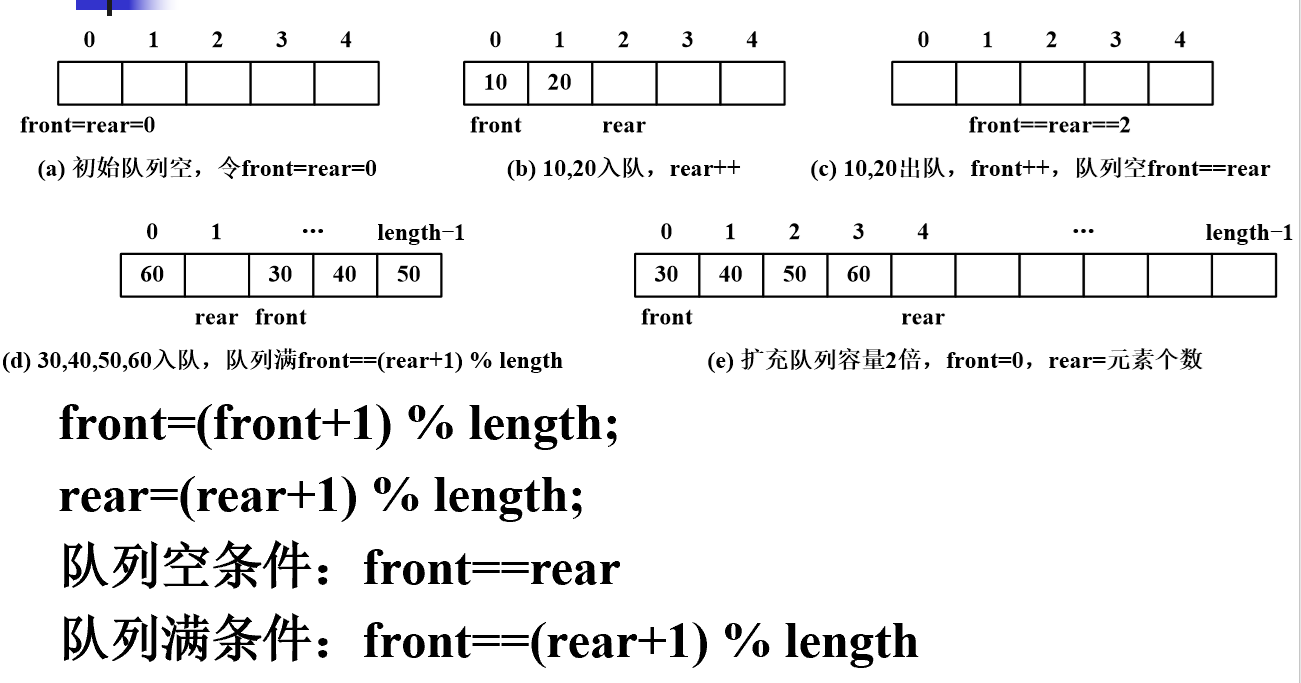 0 1 2 3 4
0 1 2 3 4
0 1 2 3 4
10 20
front=rear=0
front rear
front==rear==2
(a) 初始队列空，令front=rear=0
(b) 10,20入队，rear++
(c) 10,20出队，front++，队列空front==rear
0 1 ··· length−1
0 1 2 3 4 ··· length−1
60 30 40 50
30 40 50 60
rear front
front rear
(d) 30,40,50,60入队，队列满front==(rear+1) % length
(e) 扩充队列容量2倍，front=0，rear=元素个数
front=(front+1) % length;
rear=(rear+1) % length;
队列空条件：front==rear
队列满条件：front==(rear+1) % length